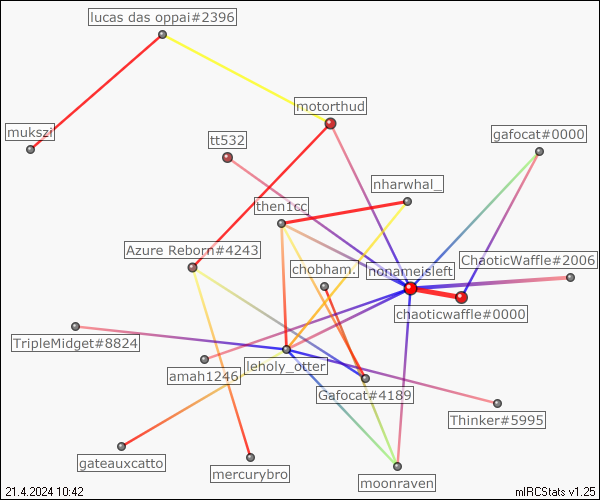 lucas das oppai#2396
motorthud
mukszi
tt532
gafocat#0000
nharwhal_
then1cc
Azure Reborn#4243
chobham.
nonameisleft
ChaoticWaffle#2006
chaoticwaffle#0000
TripleMidget#8824
leholy_otter
amah1246
Gafocat#4189
Thinker#5995
gateauxcatto
mercurybro
moonraven
21.4.2024 10:42
mIRCStats v1.25